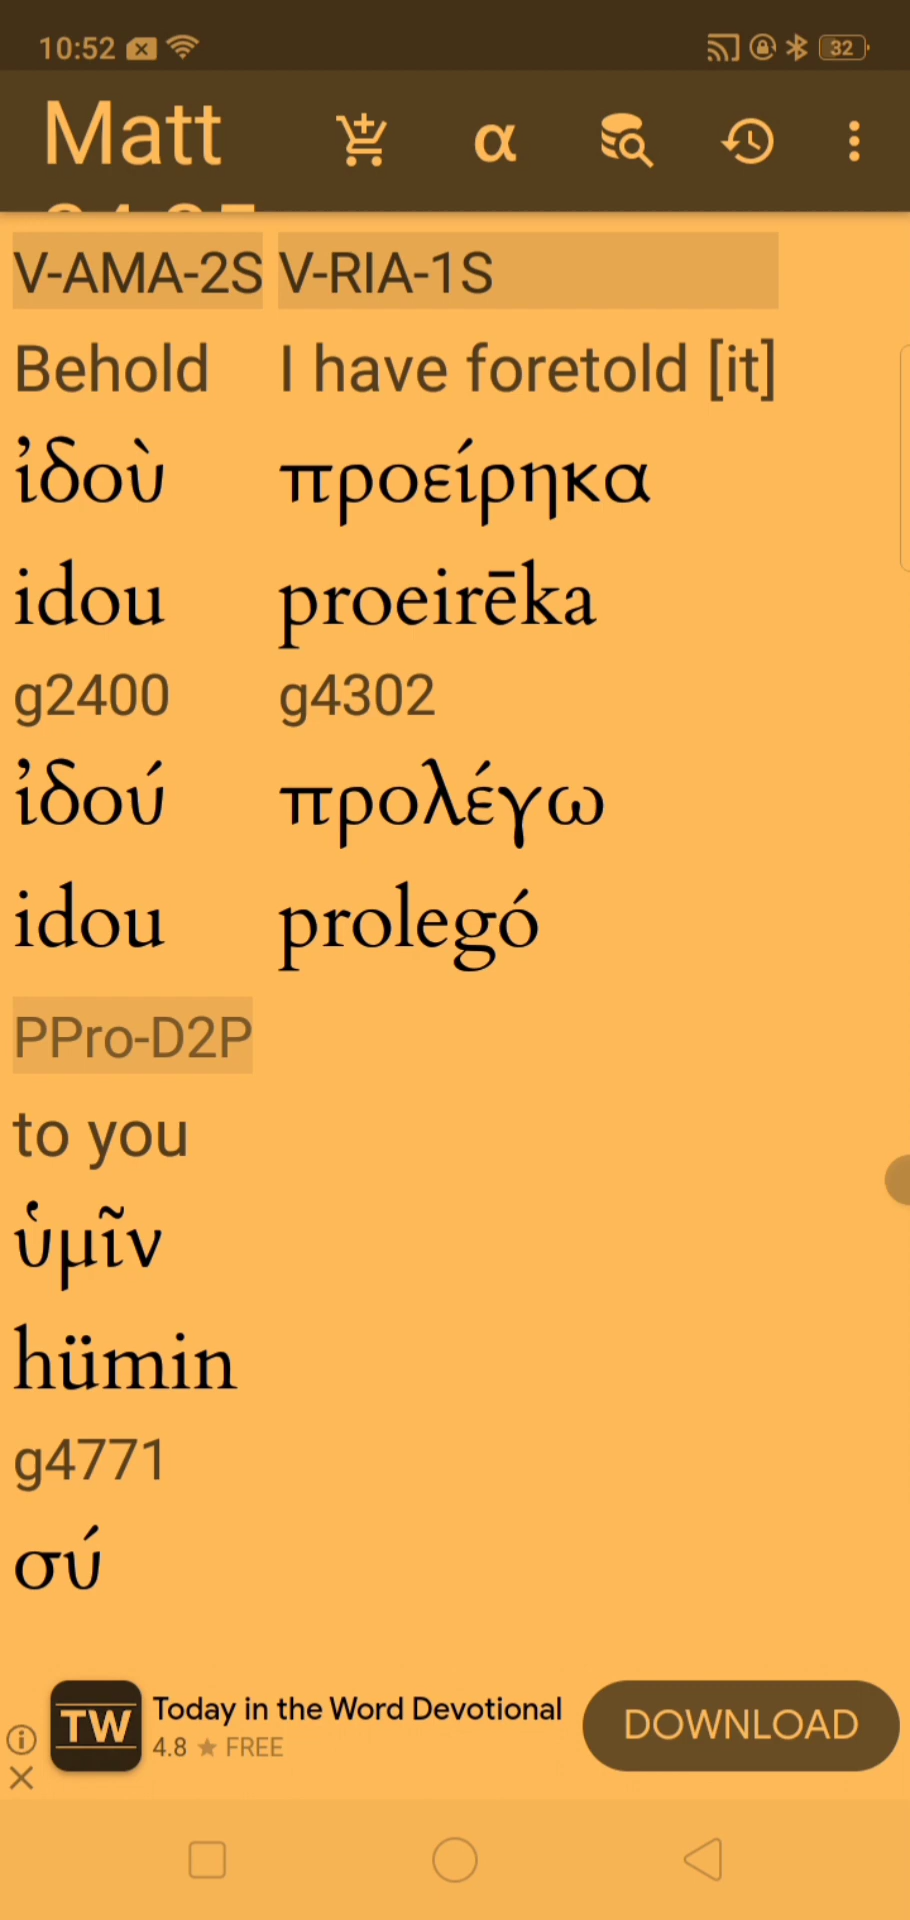 10:52
32
Matt
α
V-AMA-2S V-RIA-1S
Behold I have foretold [it]
ἰδοὺ προείρηκα
idou proeirēka
g2400 g4302
ἰδού προλέγω
idou prolegó
PPro-D2P
to you
ὑμῖν
hümin
g4771
σύ
TW
Today in the Word Devotional
4.8 ★ FREE
DOWNLOAD